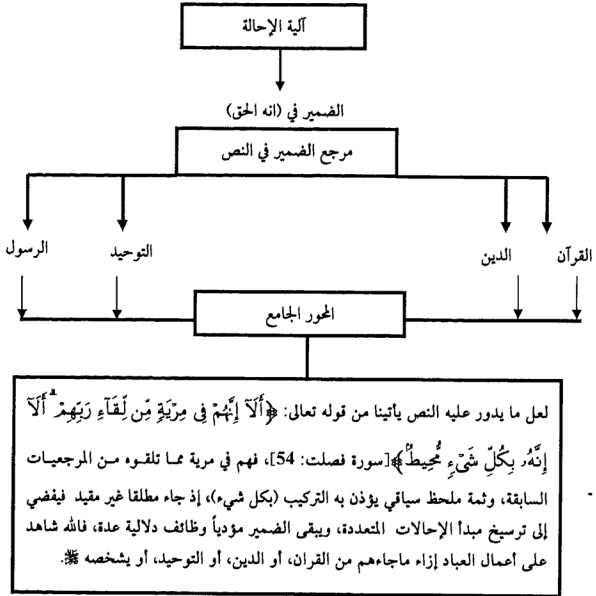 آلية الإحالة
الضمير في (انه الحق)
مرجع الضمير في النص
القرآن الدين التوحيد الرسول
المحور الجامع
لعل ما يدور عليه النص يأتينا من قوله تعالى: ﴿أَلَآ إِنَّهُمْ فِى مِرْيَةٍ مِّن لِّقَآءِ رَبِّهِمْ ۗ أَلَآ
إِنَّهُۥ بِكُلِّ شَىْءٍ مُّحِيطٌۢ﴾[سورة فصلت: 54]، فهم في مرية مما تلقوه من المرجعيات
السابقة، وثمة ملحظ سياقي يؤذن به التركيب (بكل شيء)، إذ جاء مطلقا غير مقيد فيفضي
إلى ترسيخ مبدأ الإحالات المتعددة، ويبقى الضمير مؤدياً وظائف دلالية عدة، فالله شاهد
على أعمال العباد إزاء ماجاءهم من القران، أو الدين، أو التوحيد، أو بشخصه ﷺ.